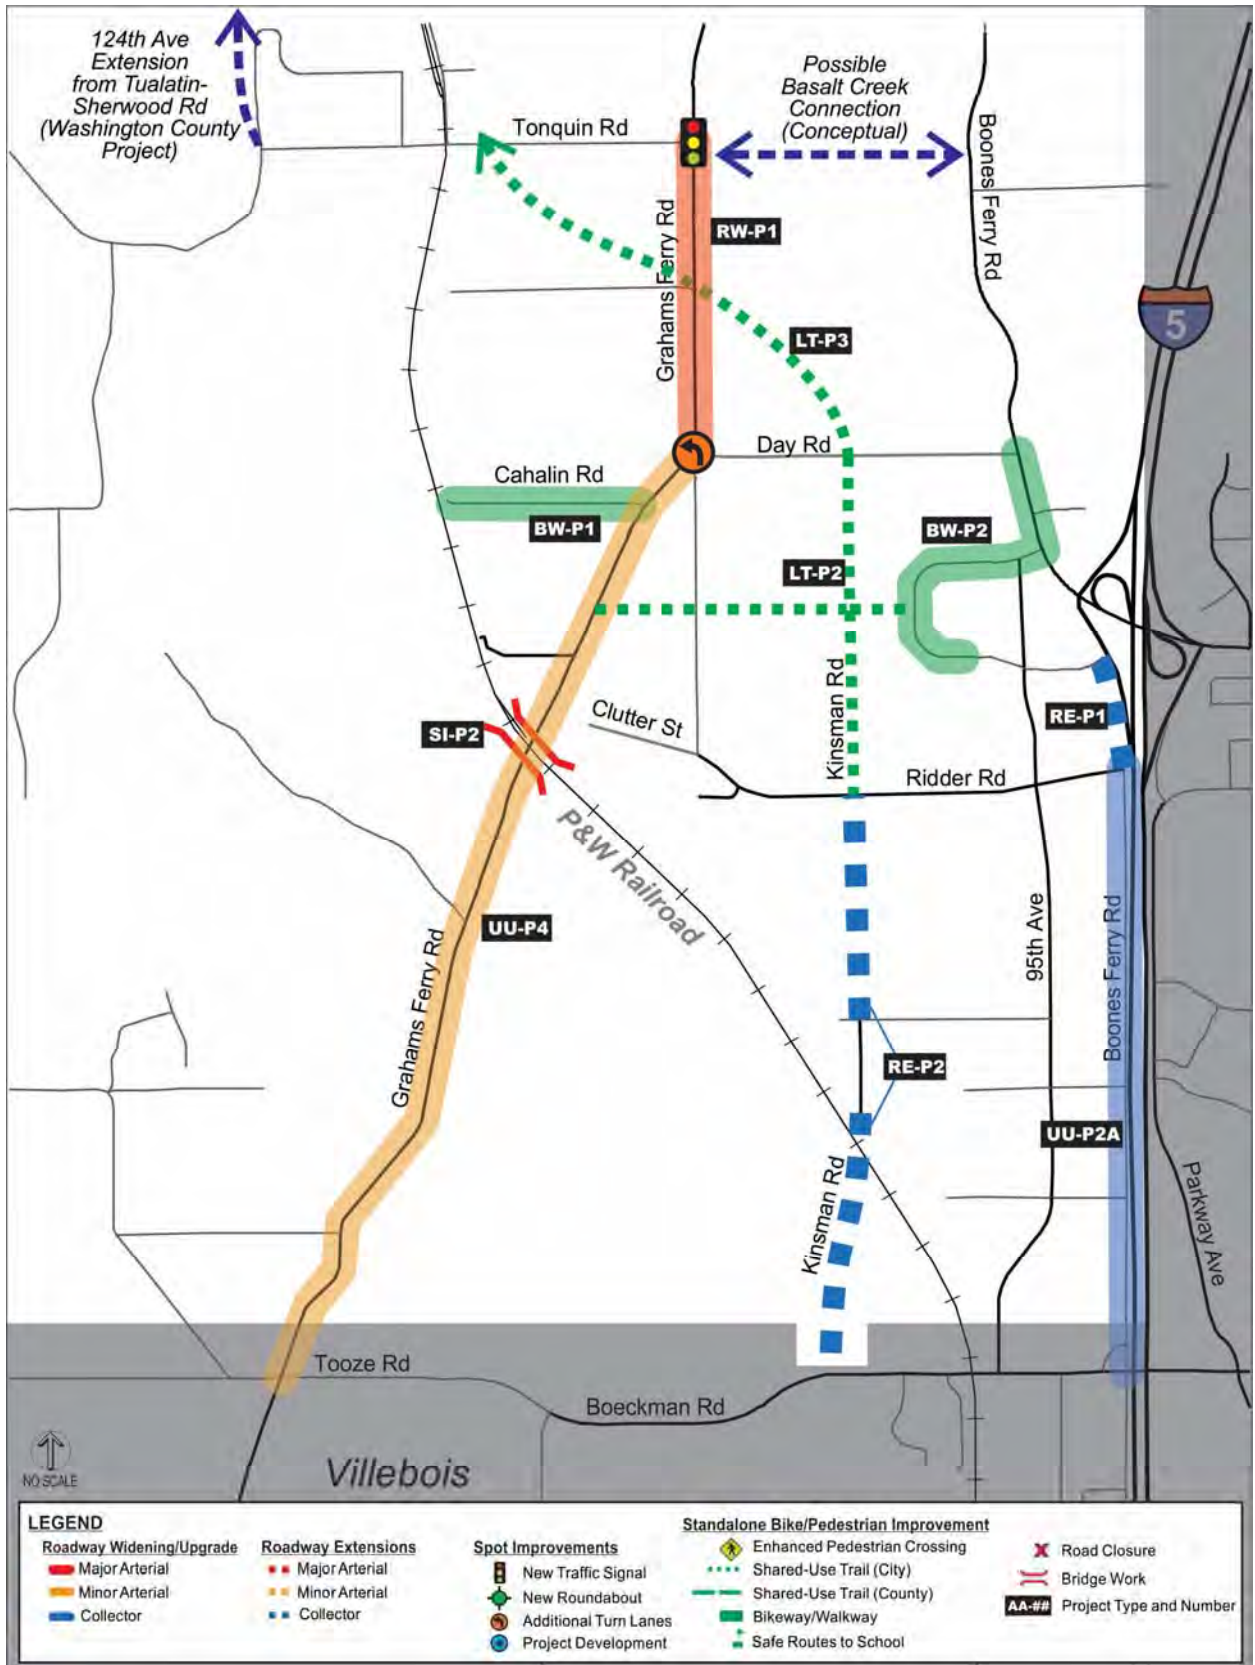 124th Ave
Extension
from Tualatin-
Sherwood Rd
(Washington County
Project)
Possible
Basalt Creek
Connection
(Conceptual)
Tonquin Rd
Boones Ferry Rd
Grahams Ferry Rd
RW-P1
5
LT-P3
Day Rd
Cahalin Rd
BW-P1
BW-P2
LT-P2
Kinsman Rd
Clutter St
SI-P2
RE-P1
Ridder Rd
P&W Railroad
UU-P4
Grahams Ferry Rd
95th Ave
Boones Ferry Rd
RE-P2
UU-P2A
Kinsman Rd
Parkway Ave
Tooze Rd
Boeckman Rd
NO SCALE
Villebois
LEGEND
Roadway Widening/Upgrade
Major Arterial
Minor Arterial
Collector
Roadway Extensions
Major Arterial
Minor Arterial
Collector
Spot Improvements
New Traffic Signal
New Roundabout
Additional Turn Lanes
Project Development
Standalone Bike/Pedestrian Improvement
Enhanced Pedestrian Crossing
Shared-Use Trail (City)
Shared-Use Trail (County)
Bikeway/Walkway
Safe Routes to School
Road Closure
Bridge Work
AA-## Project Type and Number